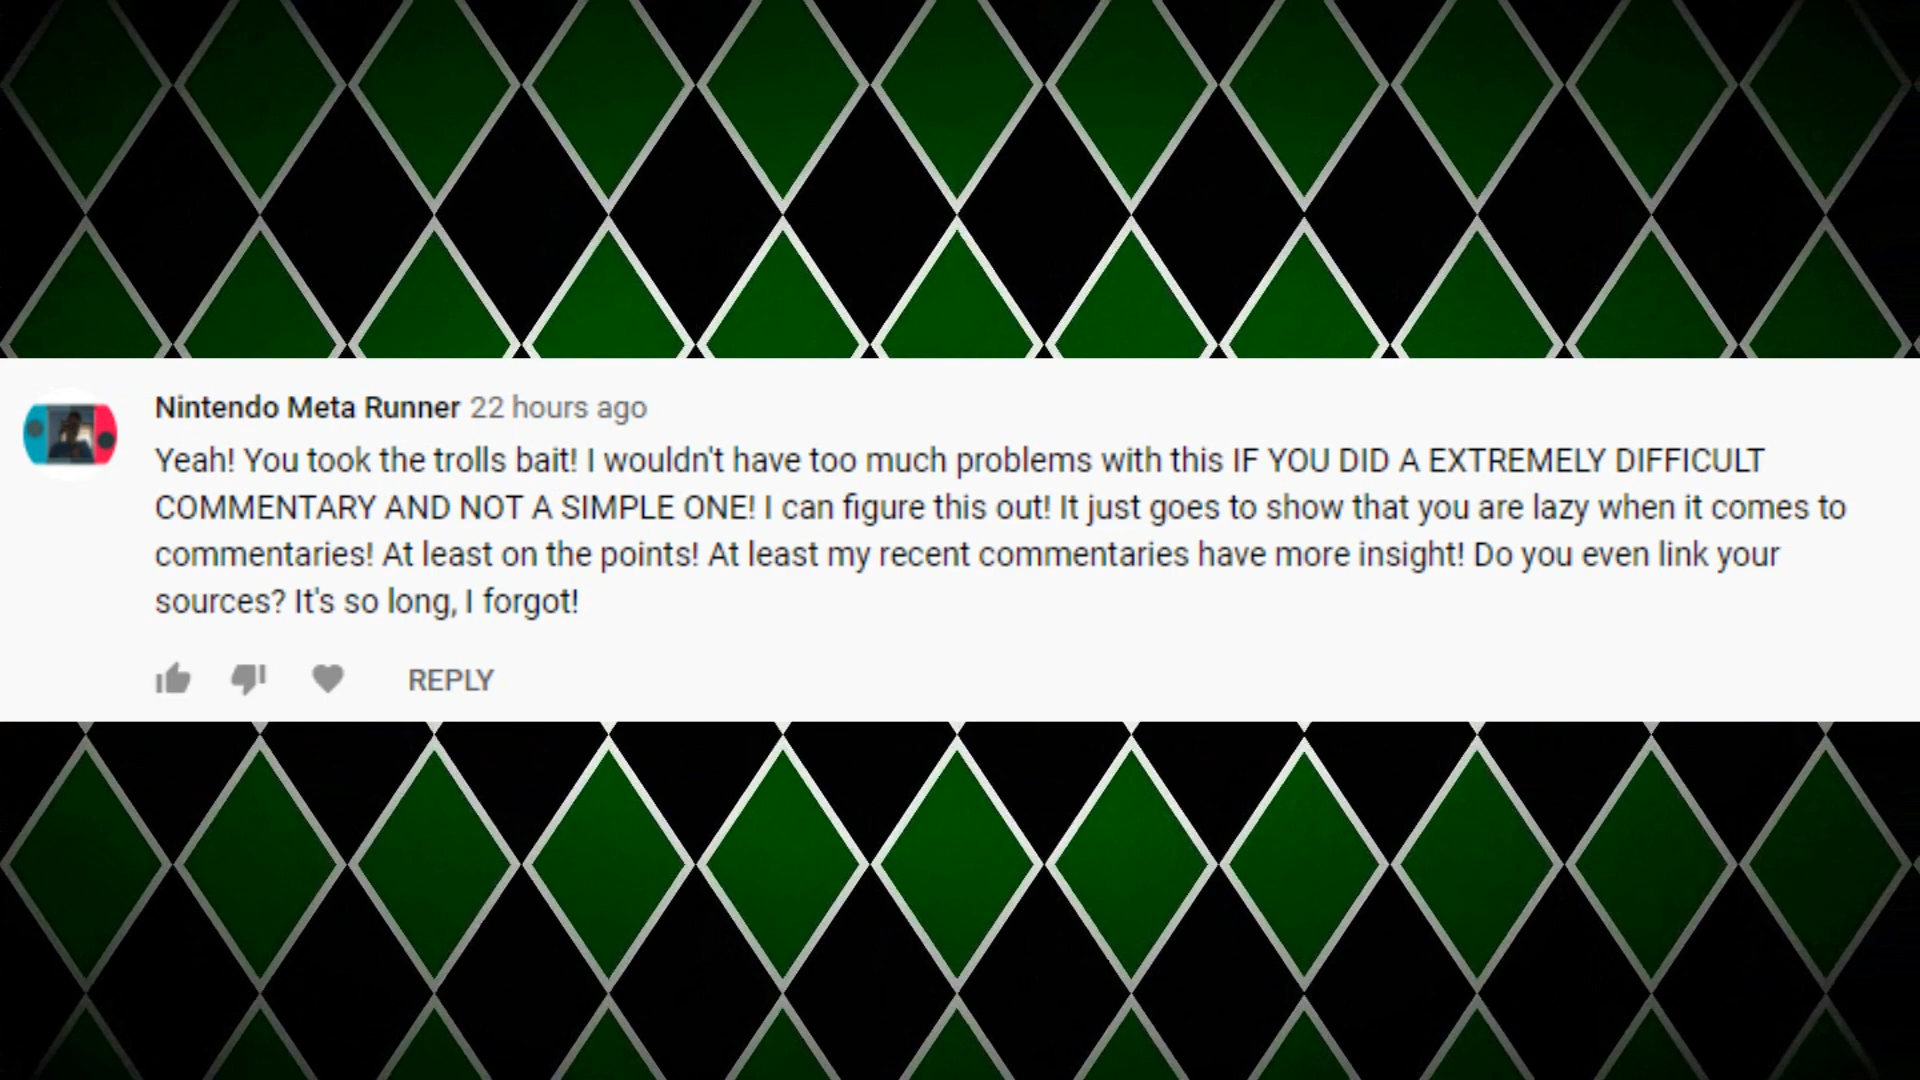 Nintendo Meta Runner 22 hours ago
Yeah! You took the trolls bait! I wouldn't have too much problems with this IF YOU DID A EXTREMELY DIFFICULT
COMMENTARY AND NOT A SIMPLE ONE! I can figure this out! It just goes to show that you are lazy when it comes to
commentaries! At least on the points! At least my recent commentaries have more insight! Do you even link your
sources? It's so long, I forgot!
REPLY